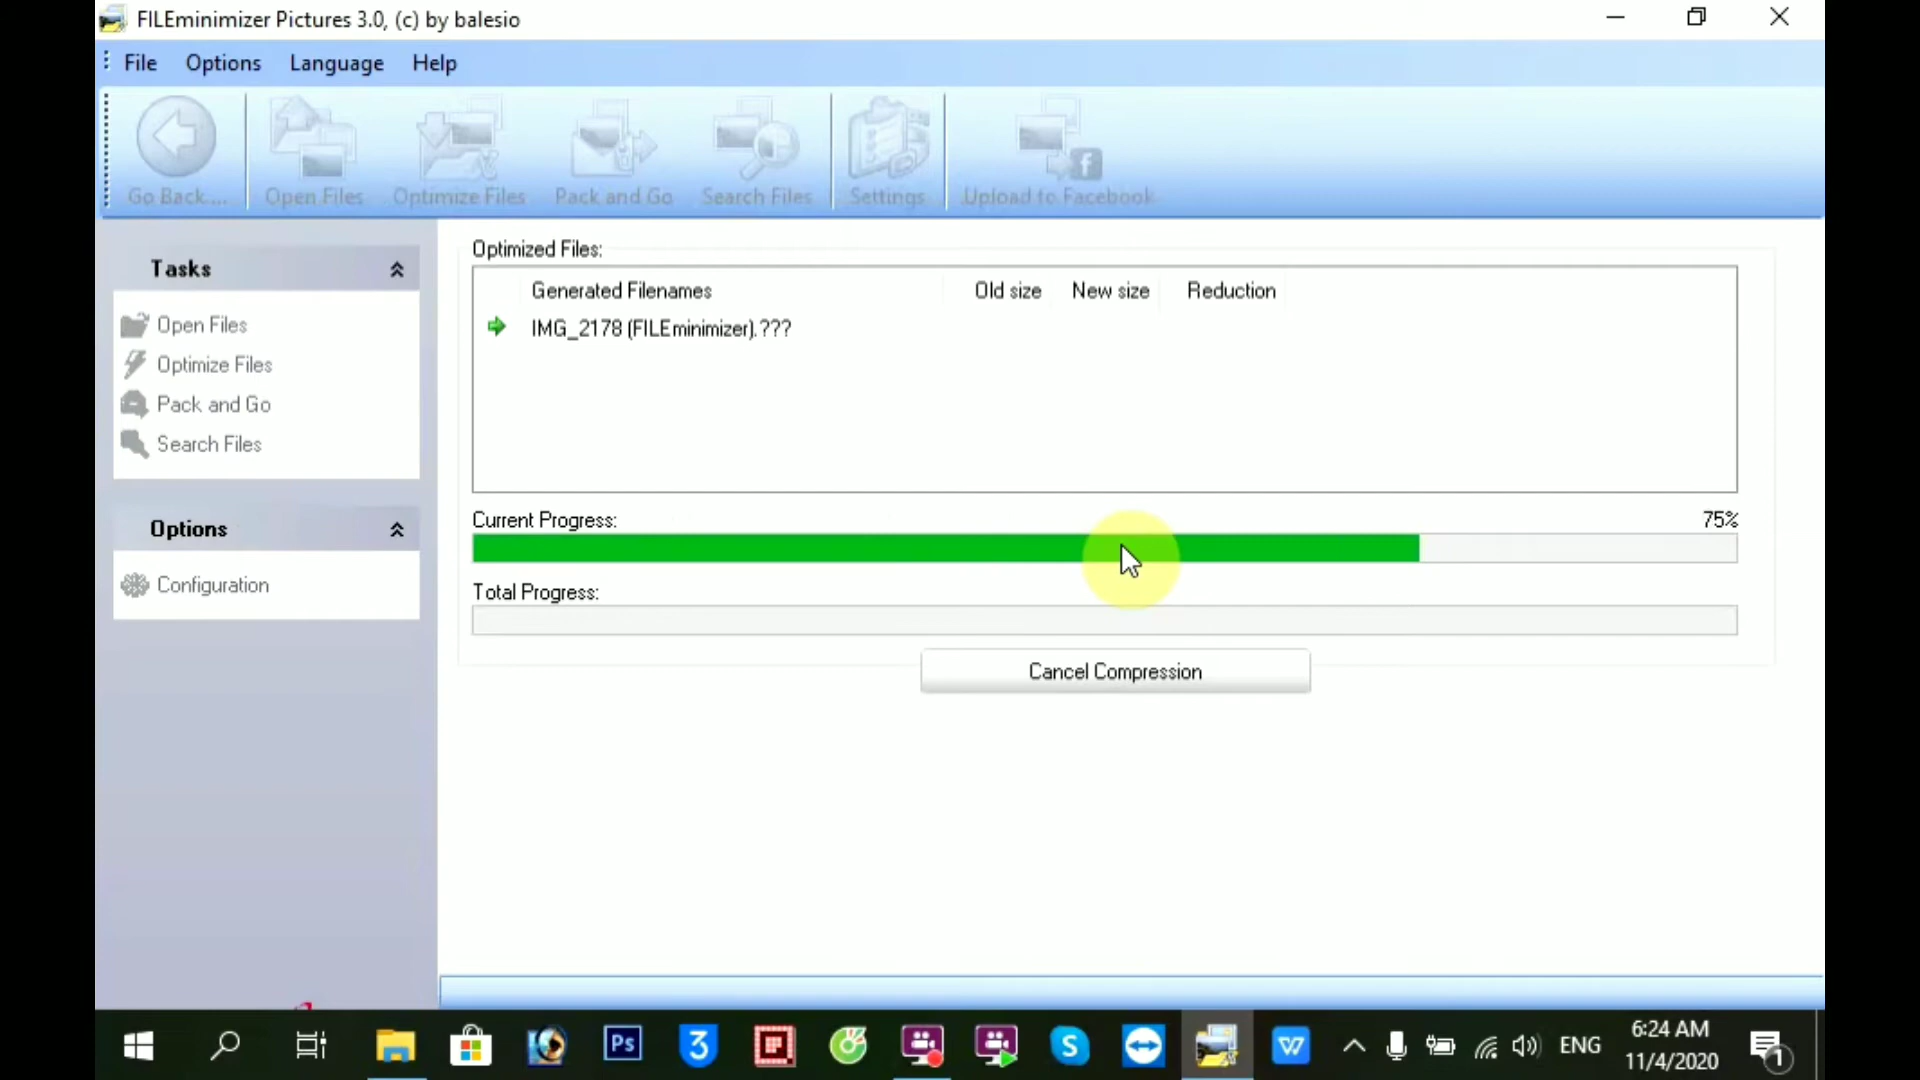 FILEminimizer Pictures 3.0, (c) by balesio
File Options Language Help
Go Back... Open Files Optimize Files Pack and Go Search Files Settings Upload to Facebook
f
Tasks
Open Files
Optimize Files
Pack and Go
Search Files
Options
Configuration
Optimized Files:
Generated Filenames Old size New size Reduction
IMG_2178 (FILEminimizer).???
Current Progress: 75%
Total Progress:
Cancel Compression
Ps 3 S W ENG 6:24 AM
11/4/2020 1